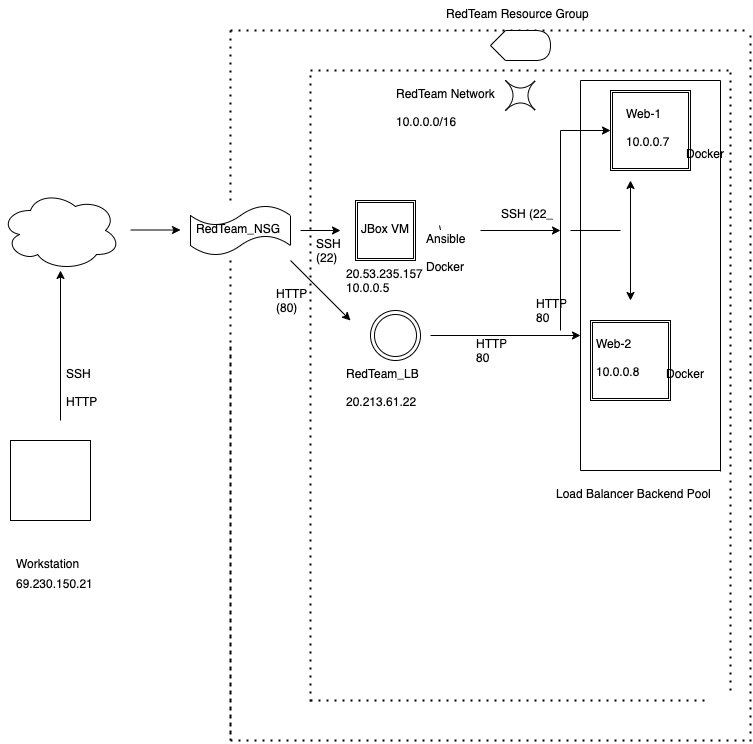 RedTeam Resource Group
RedTeam Network
10.0.0.0/16
Web-1
10.0.0.7
Docker
RedTeam_NSG
SSH
(22)
JBox VM
Ansible
Docker
20.53.235.157
10.0.0.5
SSH (22_
HTTP
(80)
HTTP
80
HTTP
80
RedTeam_LB
20.213.61.22
Web-2
10.0.0.8
Docker
Load Balancer Backend Pool
SSH
HTTP
Workstation
69.230.150.21